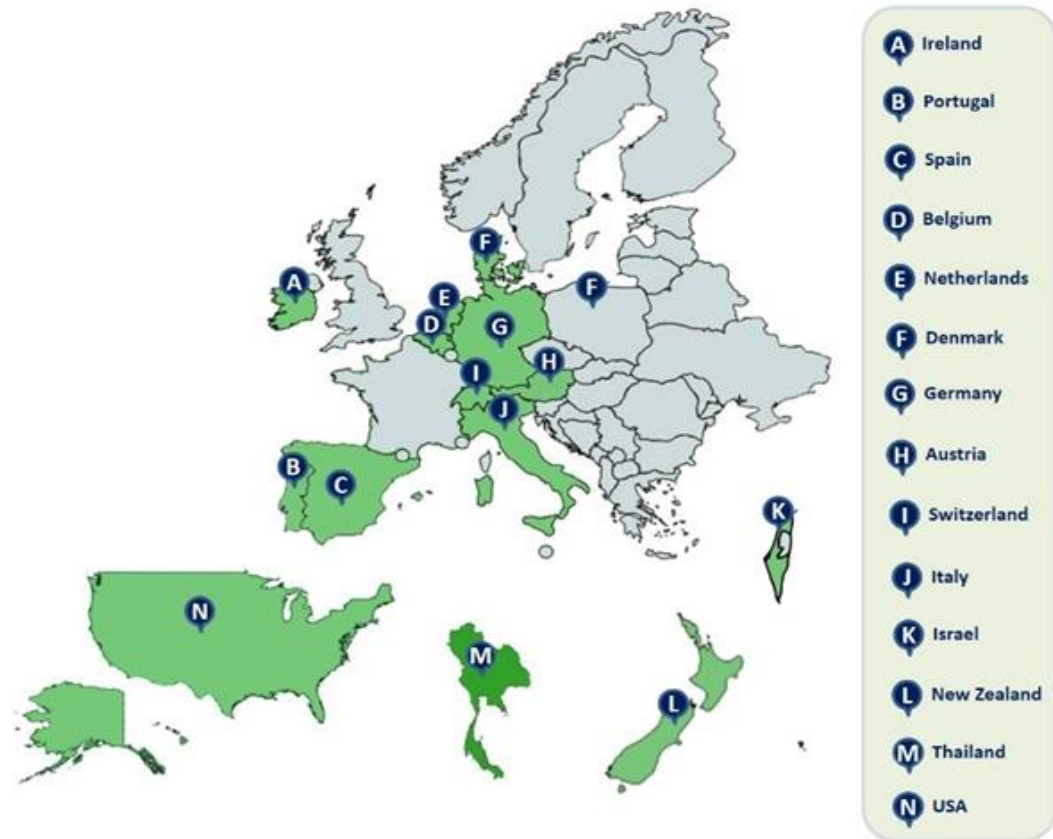 A Ireland
B Portugal
C Spain
D Belgium
E Netherlands
F Denmark
G Germany
H Austria
I Switzerland
J Italy
K Israel
L New Zealand
M Thailand
N USA
F
A
E
F
D
G
H
I
J
B
C
K
N
M
L